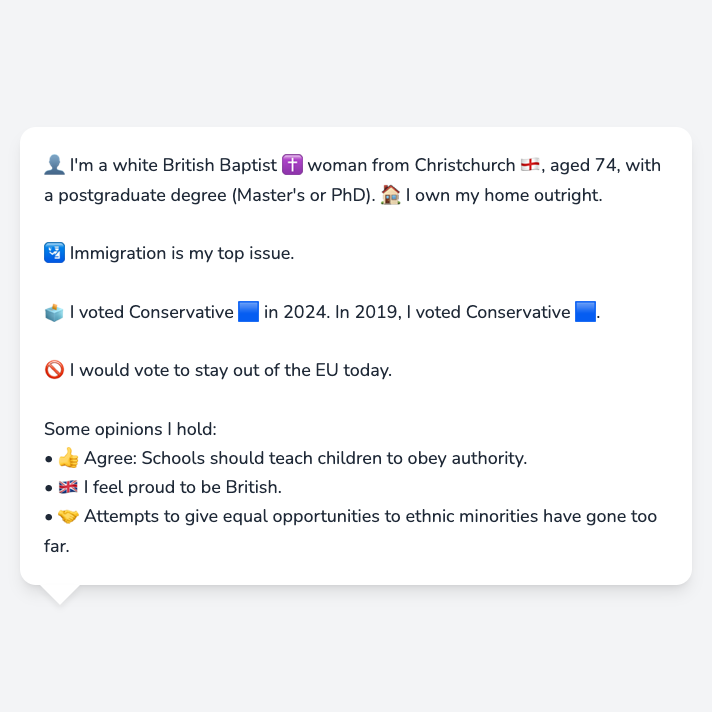 👤 I'm a white British Baptist ✝️ woman from Christchurch 🏴󠁧󠁢󠁥󠁮󠁧󠁿, aged 74, with
a postgraduate degree (Master's or PhD). 🏠 I own my home outright.
🛂 Immigration is my top issue.
🗳️ I voted Conservative 🟦 in 2024. In 2019, I voted Conservative 🟦.
🚫 I would vote to stay out of the EU today.
Some opinions I hold:
• 👍 Agree: Schools should teach children to obey authority.
• 🇬🇧 I feel proud to be British.
• 🤝 Attempts to give equal opportunities to ethnic minorities have gone too
far.